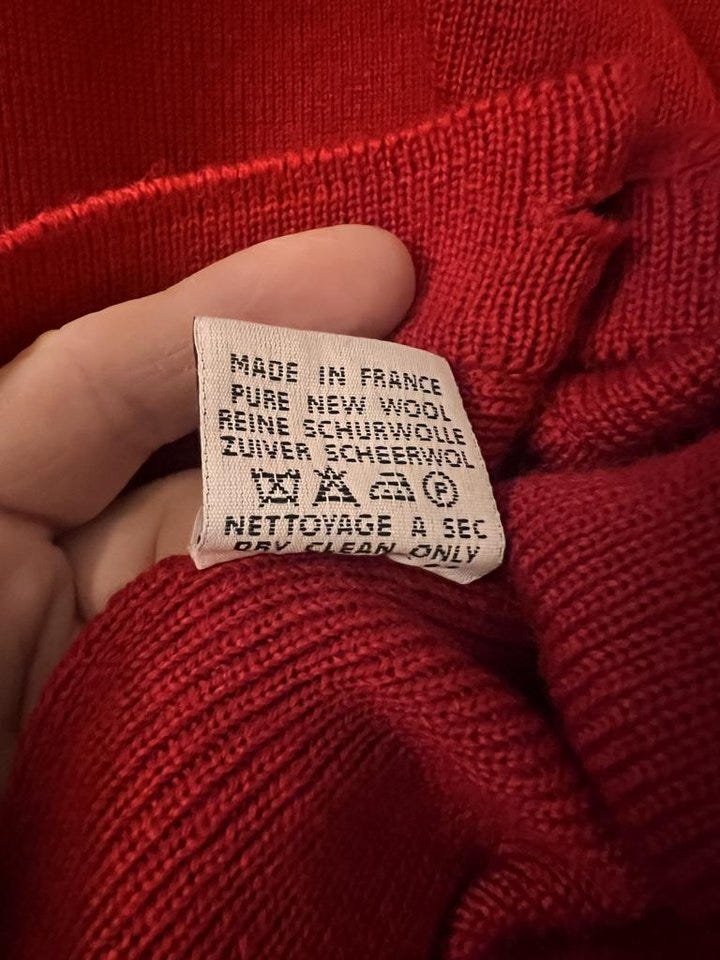 MADE IN FRANCE
PURE NEW WOOL
REINE SCHURWOLLE
ZUIVER SCHEERWOL
P
NETTOYAGE A SEC
DRY CLEAN ONLY